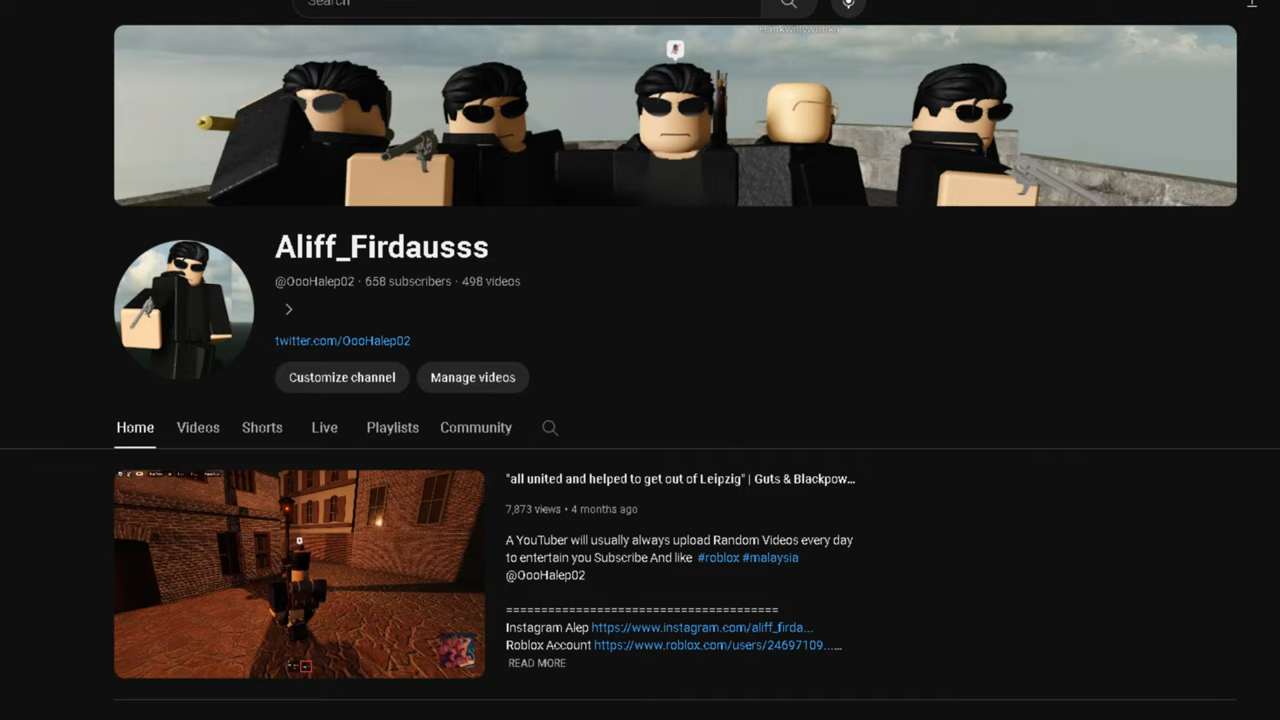 Search
HankWillyWonka
Aliff_Firdausss
@OooHalep02 · 658 subscribers · 498 videos
twitter.com/OooHalep02
Customize channel Manage videos
Home Videos Shorts Live Playlists Community
"all united and helped to get out of Leipzig" | Guts & Blackpow...
7,873 views • 4 months ago
A YouTuber will usually always upload Random Videos every day
to entertain you Subscribe And like #roblox #malaysia
@OooHalep02
=======================================
Instagram Alep https://www.instagram.com/aliff_firda...
Roblox Account https://www.roblox.com/users/24697109...…
READ MORE